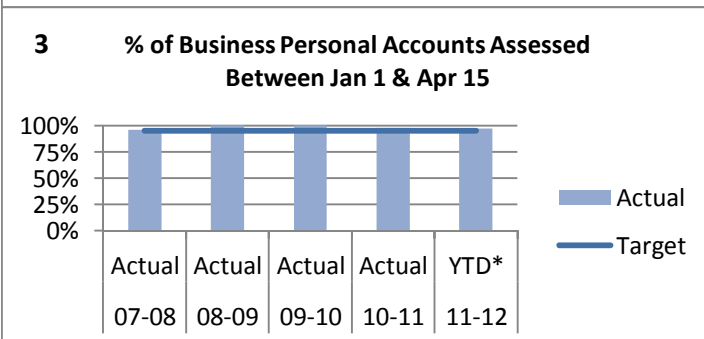 3 % of Business Personal Accounts Assessed
Between Jan 1 & Apr 15
100%
75%
50%
25%
0%
Actual Actual Actual Actual YTD*
07-08 08-09 09-10 10-11 11-12
Actual
Target